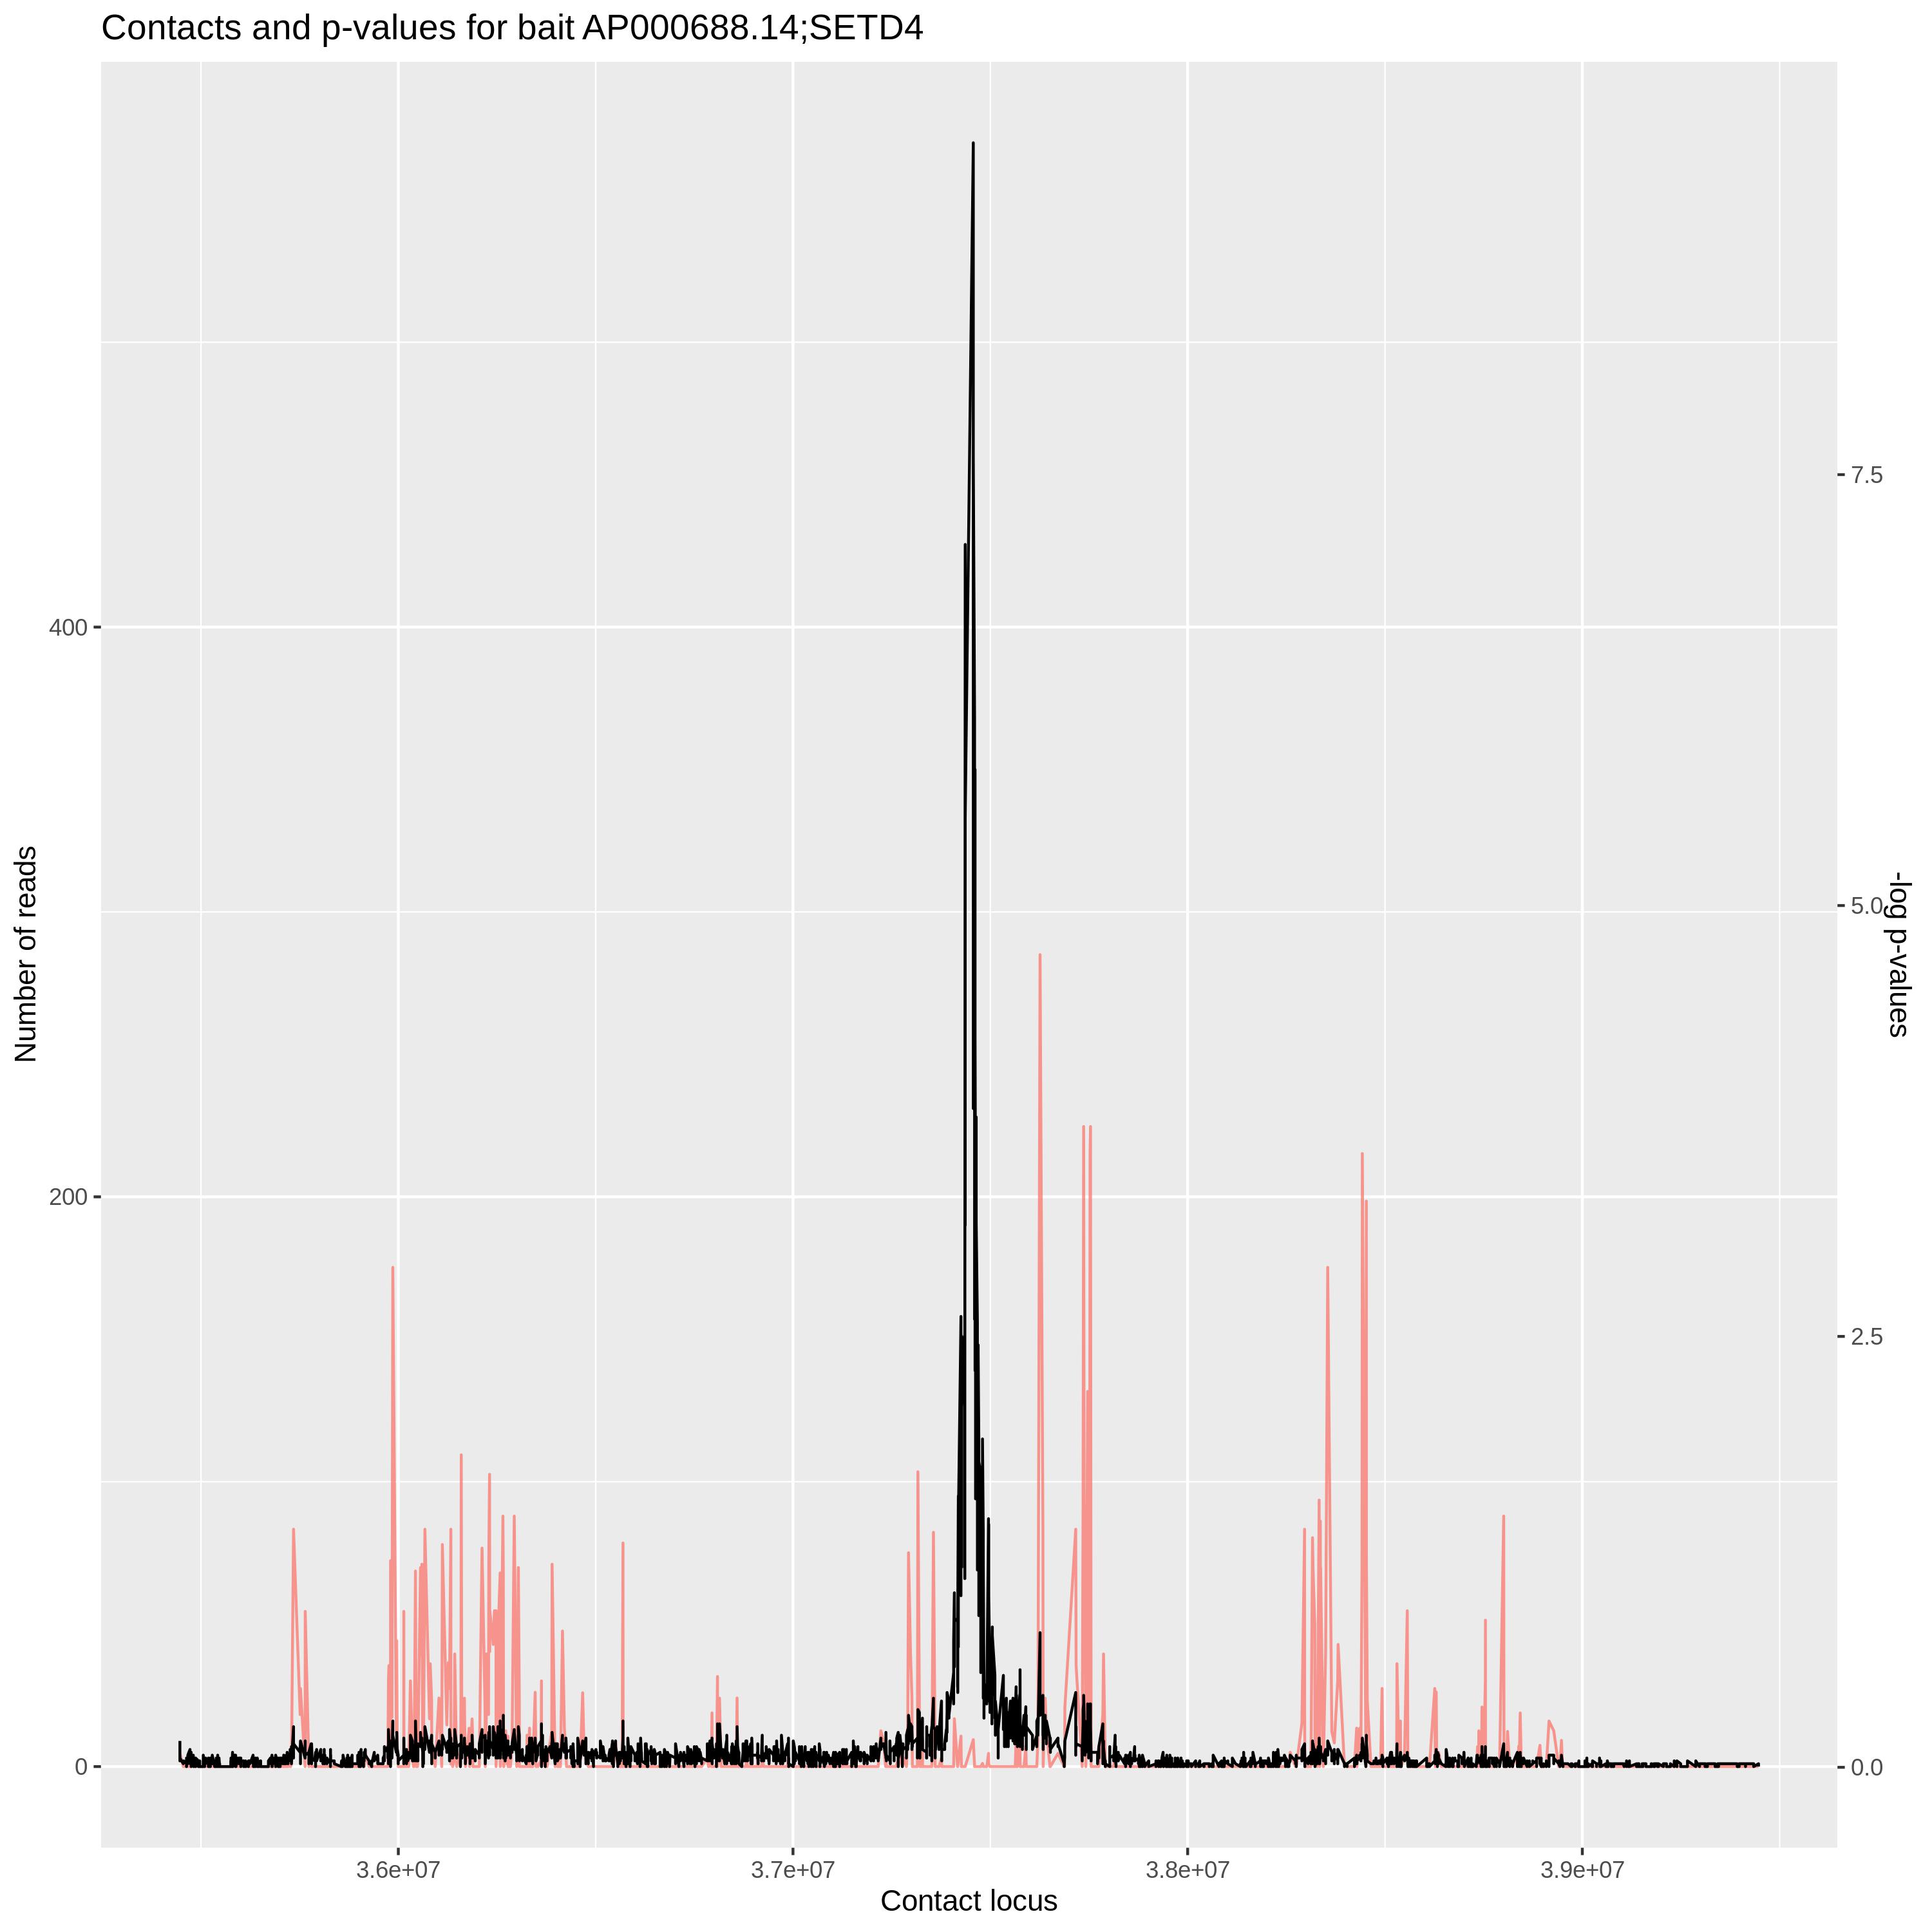 Contacts and p-values for bait AP000688.14;SETD4
Number of reads
400
200
0
7.5
5.0
2.5
0.0
-log p-values
3.6e+07
3.7e+07
3.8e+07
3.9e+07
Contact locus